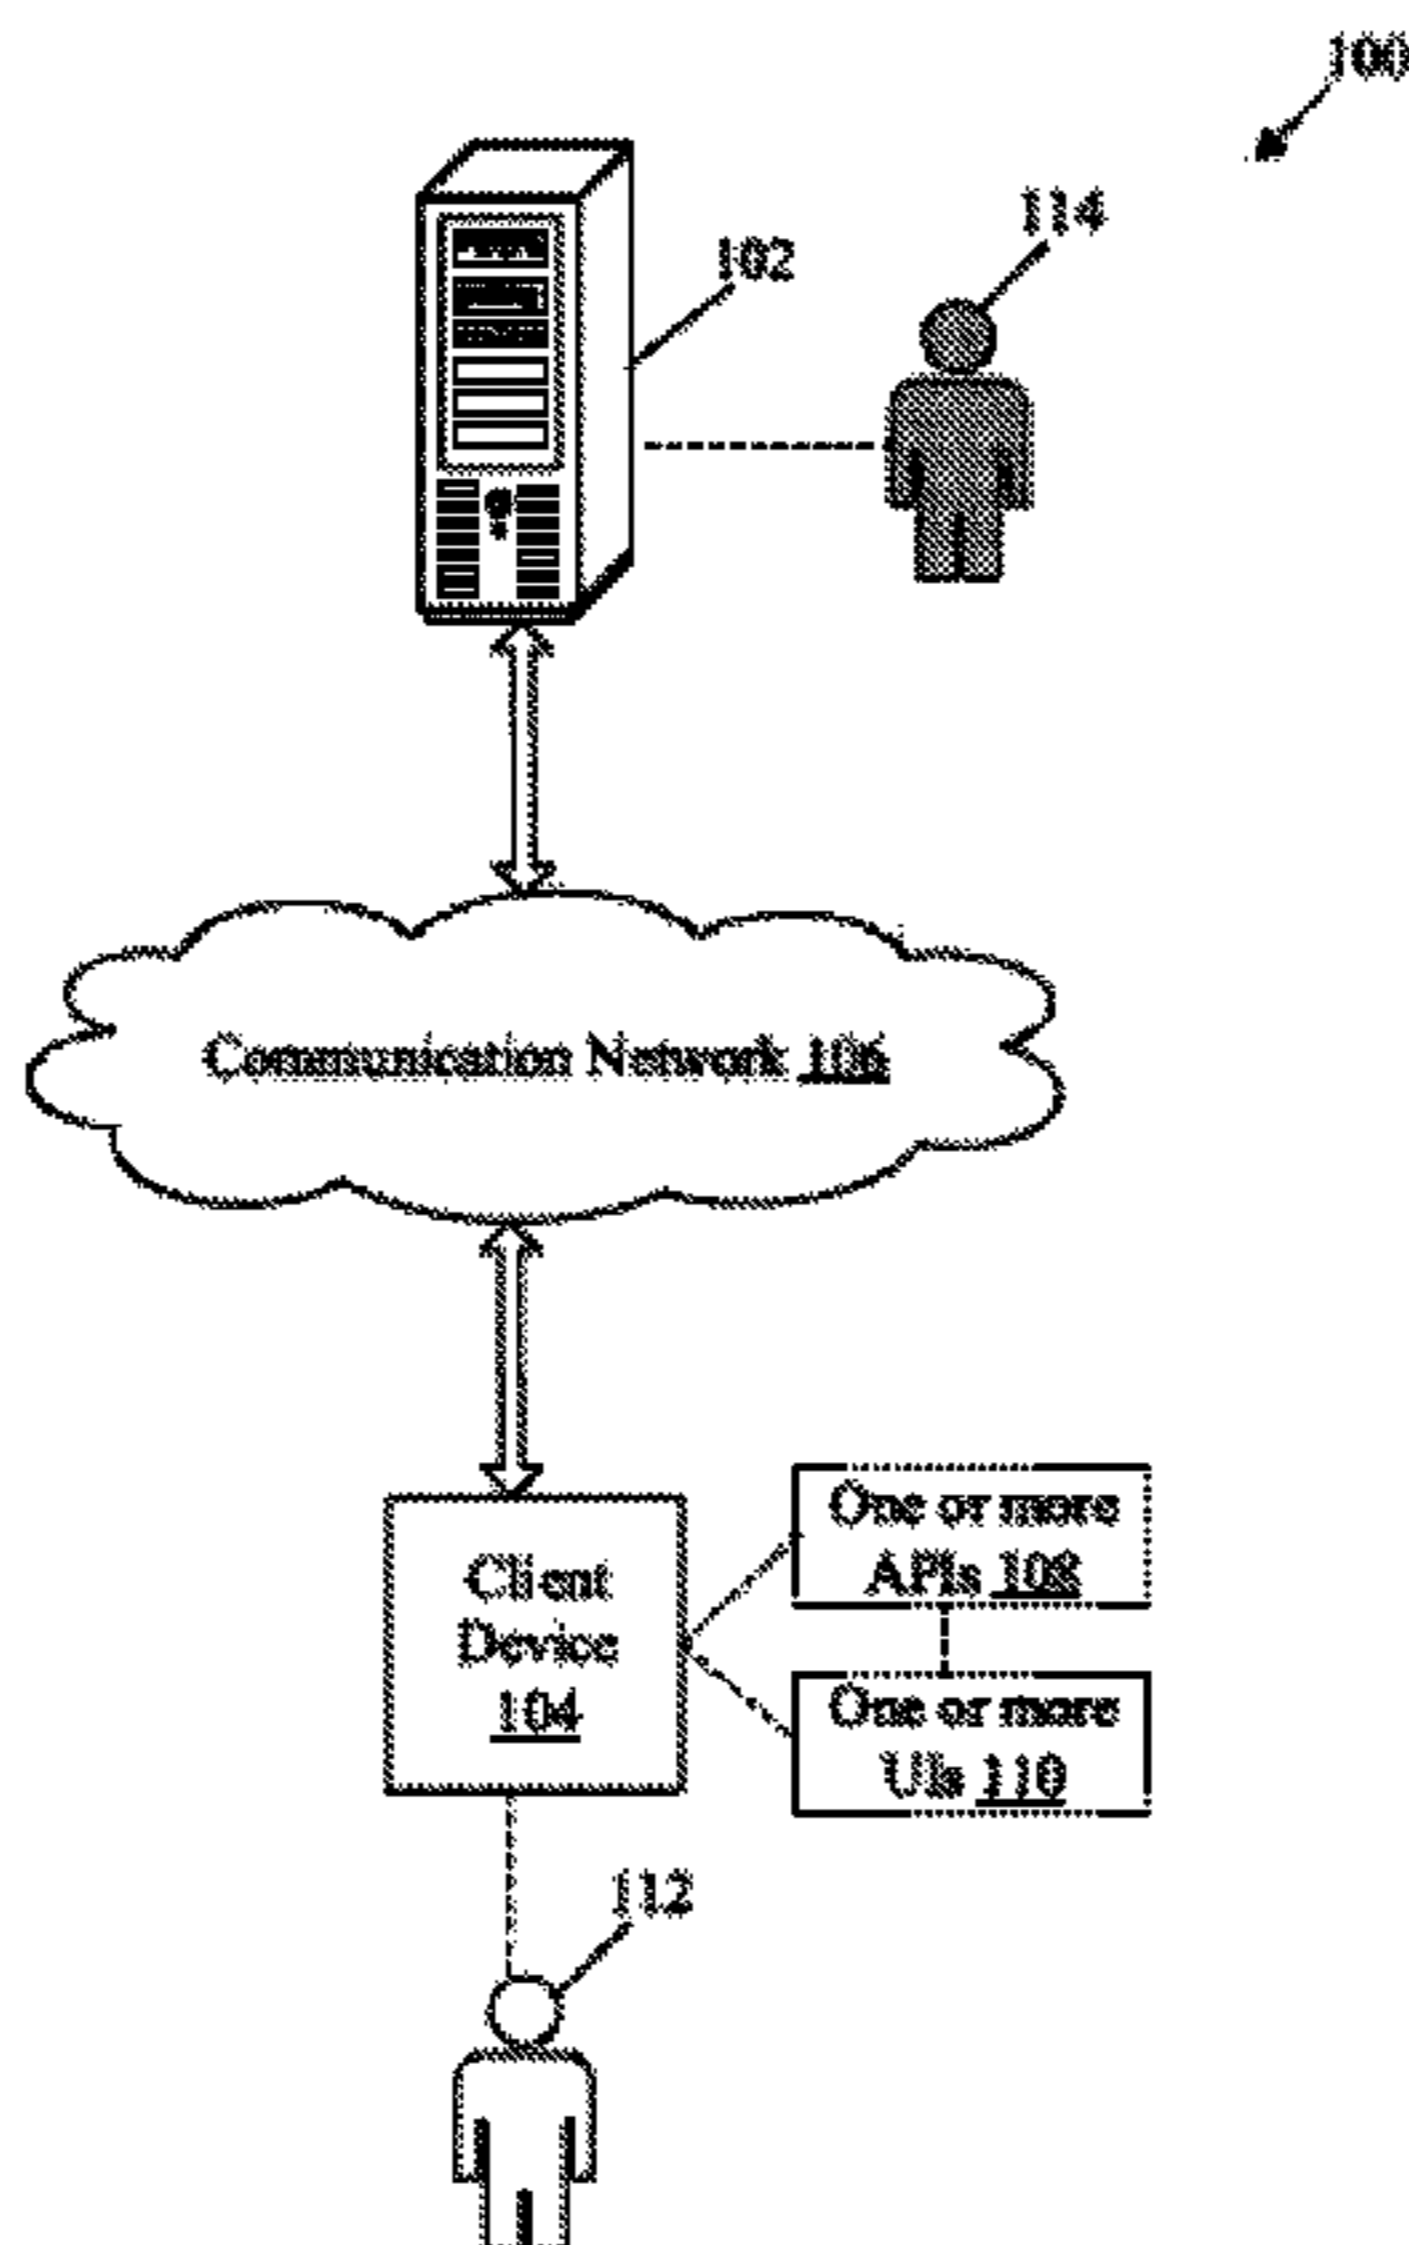 100
114
102
Communication Network 106
One or more
APIs 108
Client
Device
104
One or more
UIs 110
112